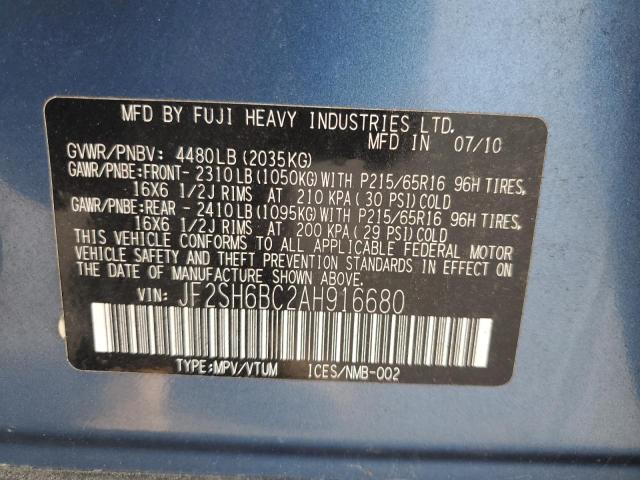 MFD BY FUJI HEAVY INDUSTRIES LTD.
MFD IN 07/10
GVWR/PNBV: 4480LB (2035KG)
GAWR/PNBE:FRONT- 2310LB(1050KG)WITH P215/65R16 96H TIRES,
16X6 1/2J RIMS AT 210 KPA ( 30 PSI)COLD
GAWR/PNBE:REAR - 2410LB(1095KG)WITH P215/65R16 96H TIRES,
16X6 1/2J RIMS AT 200 KPA ( 29 PSI)COLD
THIS VEHICLE CONFORMS TO ALL APPLICABLE FEDERAL MOTOR
VEHICLE SAFETY AND THEFT PREVENTION STANDARDS IN EFFECT
ON THE DATE OF MANUFACTURE SHOWN ABOVE.
VIN: JF2SH6BC2AH916680
TYPE:MPV/VTUM ICES/NMB-002